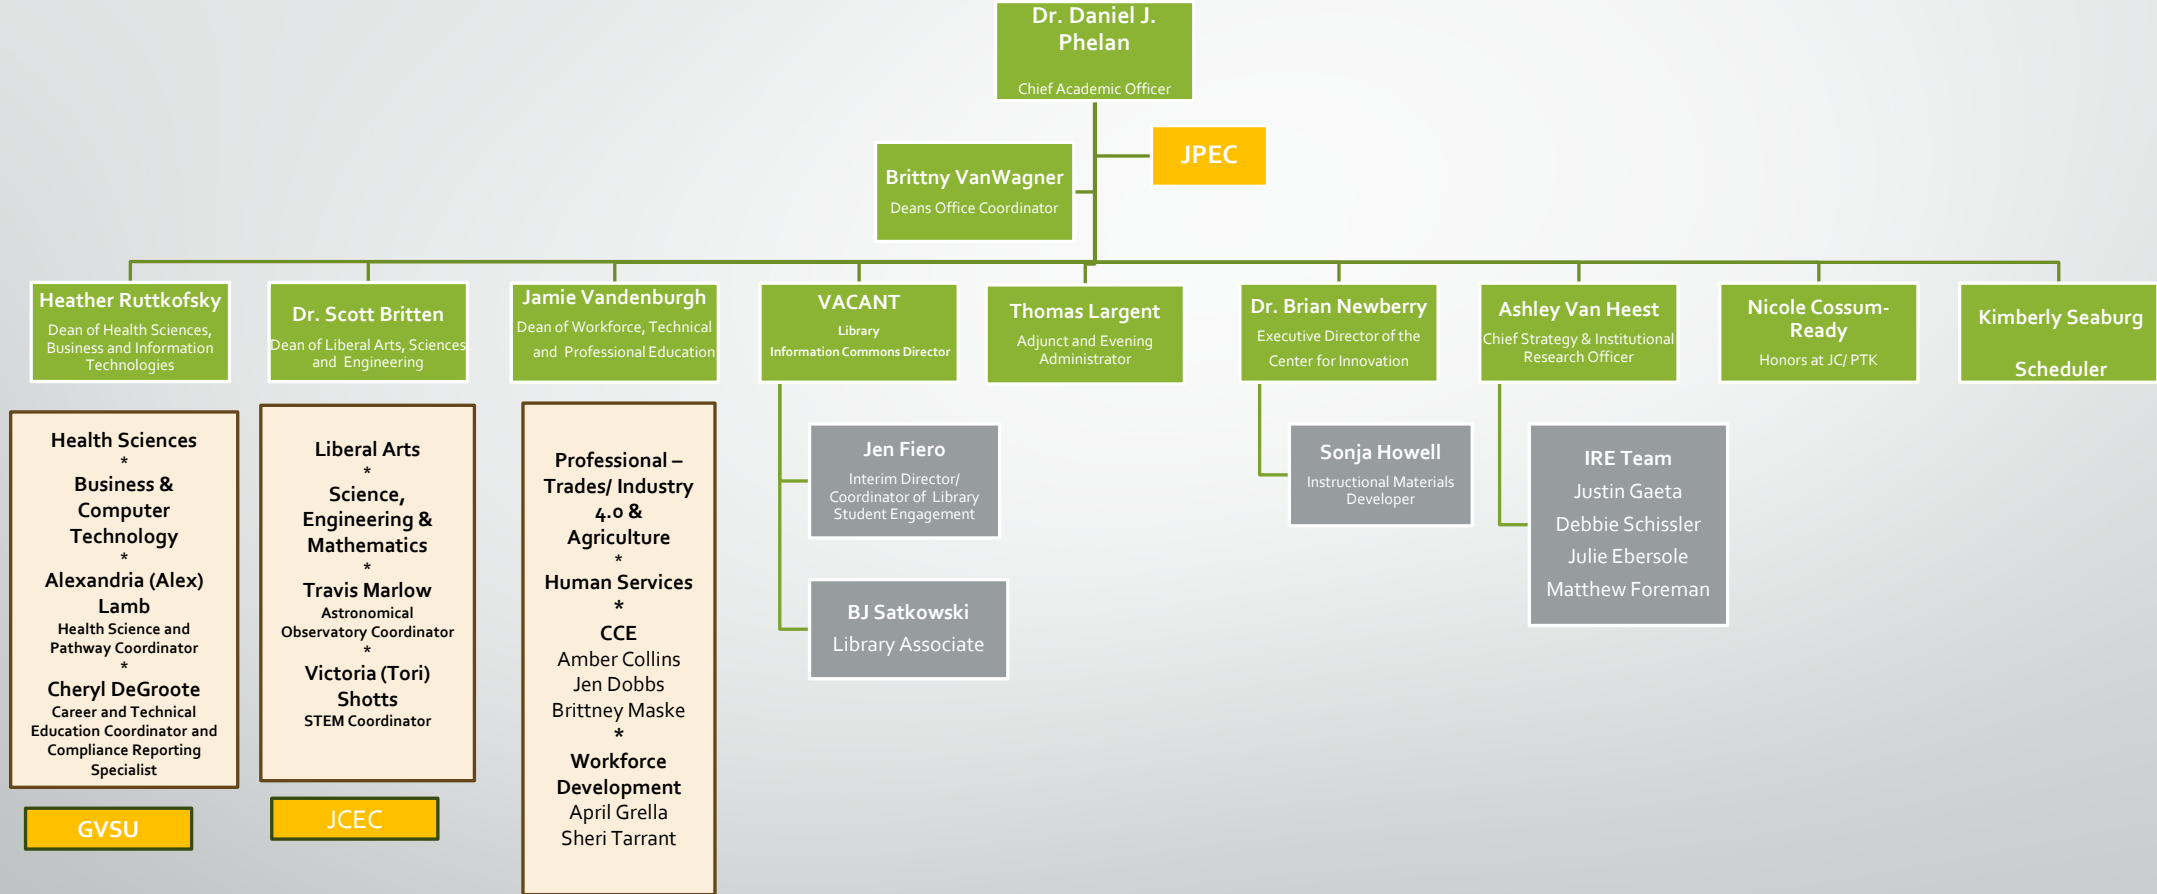 Dr. Daniel J.
Phelan
Chief Academic Officer
JPEC
Brittny VanWagner
Deans Office Coordinator
Heather Ruttkofsky
Dean of Health Sciences,
Business and Information
Technologies
Dr. Scott Britten
Dean of Liberal Arts, Sciences
and Engineering
Jamie Vandenburgh
Dean of Workforce, Technical
and Professional Education
VACANT
Library
Information Commons Director
Thomas Largent
Adjunct and Evening
Administrator
Dr. Brian Newberry
Executive Director of the
Center for Innovation
Ashley Van Heest
Chief Strategy & Institutional
Research Officer
Nicole Cossum-
Ready
Honors at JC/ PTK
Kimberly Seaburg
Scheduler
Health Sciences
*
Business &
Computer
Technology
*
Alexandria (Alex)
Lamb
Health Science and
Pathway Coordinator
*
Cheryl DeGroote
Career and Technical
Education Coordinator and
Compliance Reporting
Specialist
GVSU
Liberal Arts
*
Science,
Engineering &
Mathematics
*
Travis Marlow
Astronomical
Observatory Coordinator
*
Victoria (Tori)
Shotts
STEM Coordinator
JCEC
Professional –
Trades/ Industry
4.0 &
Agriculture
*
Human Services
*
CCE
Amber Collins
Jen Dobbs
Brittney Maske
*
Workforce
Development
April Grella
Sheri Tarrant
Jen Fiero
Interim Director/
Coordinator of Library
Student Engagement
BJ Satkowski
Library Associate
Sonja Howell
Instructional Materials
Developer
IRE Team
Justin Gaeta
Debbie Schissler
Julie Ebersole
Matthew Foreman